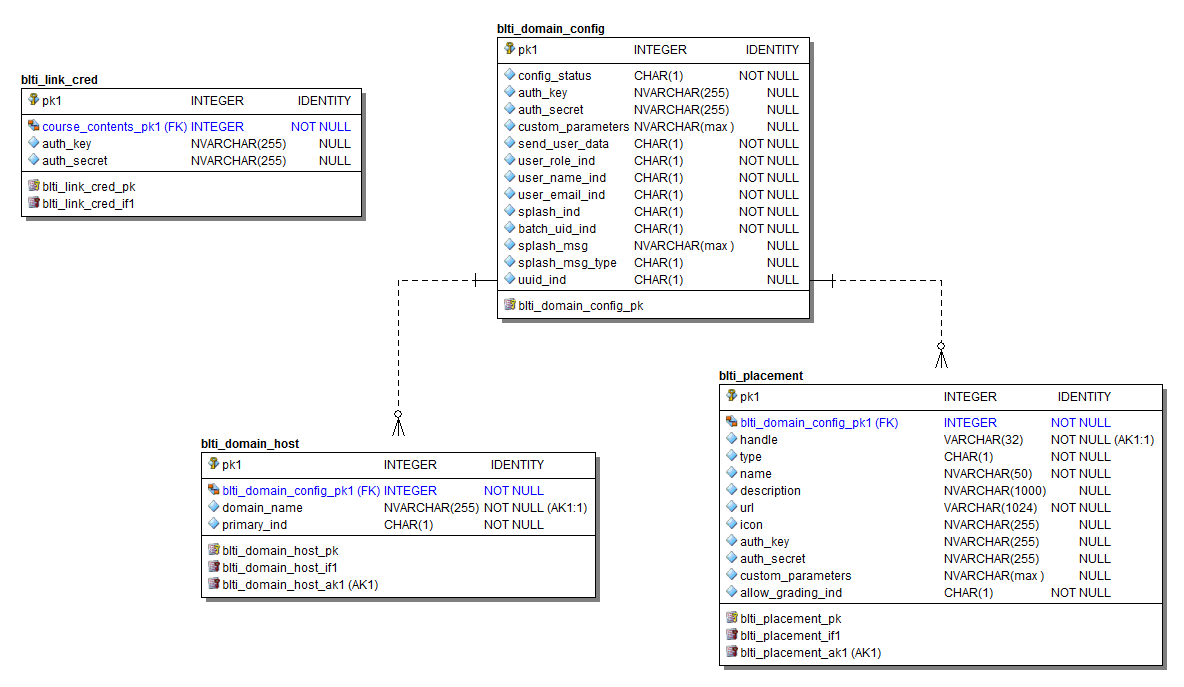 blti_domain_config
pk1 INTEGER IDENTITY
config_status CHAR(1) NOT NULL
auth_key NVARCHAR(255) NULL
auth_secret NVARCHAR(255) NULL
custom_parameters NVARCHAR(max ) NULL
send_user_data CHAR(1) NOT NULL
user_role_ind CHAR(1) NOT NULL
user_name_ind CHAR(1) NOT NULL
user_email_ind CHAR(1) NOT NULL
splash_ind CHAR(1) NOT NULL
batch_uid_ind CHAR(1) NOT NULL
splash_msg NVARCHAR(max ) NULL
splash_msg_type CHAR(1) NULL
uuid_ind CHAR(1) NULL
blti_domain_config_pk
blti_link_cred
pk1 INTEGER IDENTITY
course_contents_pk1 (FK) INTEGER NOT NULL
auth_key NVARCHAR(255) NULL
auth_secret NVARCHAR(255) NULL
blti_link_cred_pk
blti_link_cred_if1
blti_domain_host
pk1 INTEGER IDENTITY
blti_domain_config_pk1 (FK) INTEGER NOT NULL
domain_name NVARCHAR(255) NOT NULL (AK1:1)
primary_ind CHAR(1) NOT NULL
blti_domain_host_pk
blti_domain_host_if1
blti_domain_host_ak1 (AK1)
blti_placement
pk1 INTEGER IDENTITY
blti_domain_config_pk1 (FK) INTEGER NOT NULL
handle VARCHAR(32) NOT NULL (AK1:1)
type CHAR(1) NOT NULL
name NVARCHAR(50) NOT NULL
description NVARCHAR(1000) NULL
url VARCHAR(1024) NOT NULL
icon NVARCHAR(255) NULL
auth_key NVARCHAR(255) NULL
auth_secret NVARCHAR(255) NULL
custom_parameters NVARCHAR(max ) NULL
allow_grading_ind CHAR(1) NOT NULL
blti_placement_pk
blti_placement_if1
blti_placement_ak1 (AK1)